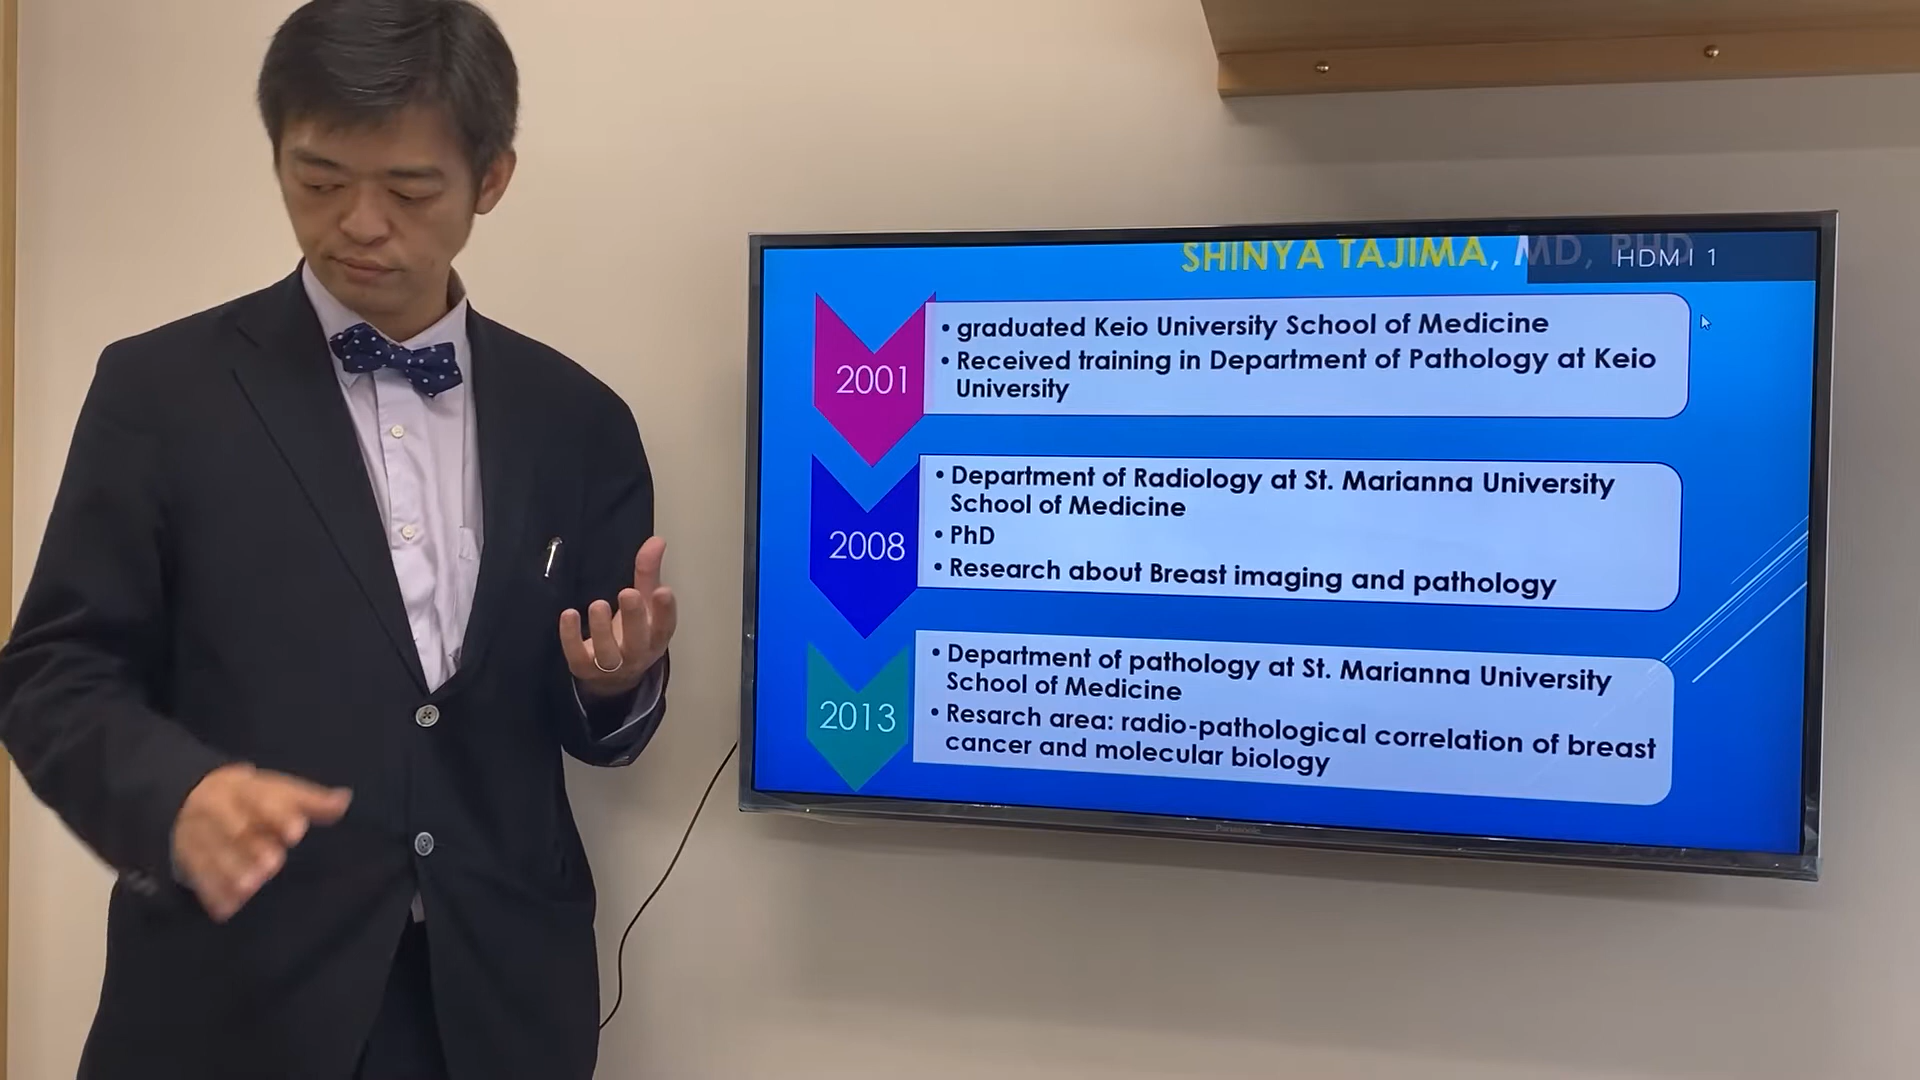 SHINYA TAJIMA, MD, PHD
HDMI 1
2001
• graduated Keio University School of Medicine
• Received training in Department of Pathology at Keio
University
2008
• Department of Radiology at St. Marianna University
School of Medicine
• PhD
• Research about Breast imaging and pathology
2013
• Department of pathology at St. Marianna University
School of Medicine
• Resarch area: radio-pathological correlation of breast
cancer and molecular biology
Panasonic